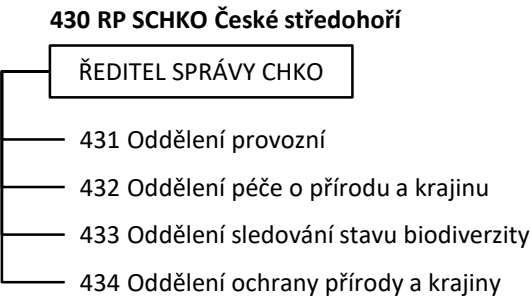 430 RP SCHKO České středohoří
ŘEDITEL SPRÁVY CHKO
431 Oddělení provozní
432 Oddělení péče o přírodu a krajinu
433 Oddělení sledování stavu biodiverzity
434 Oddělení ochrany přírody a krajiny